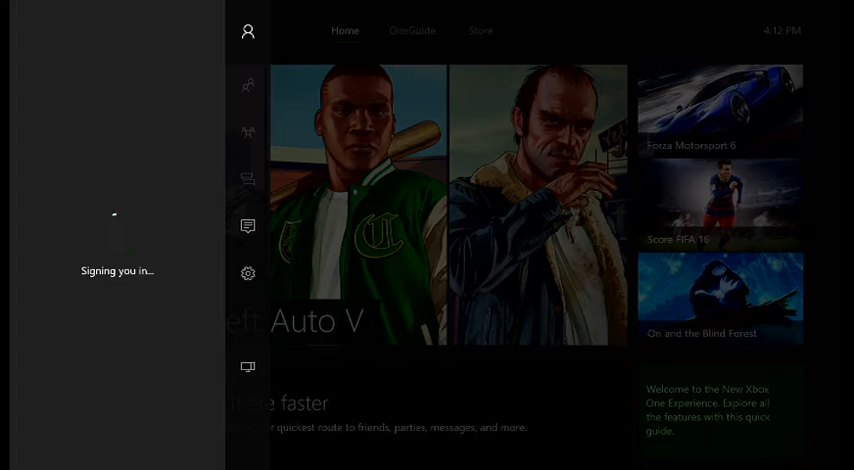 Home OneGuide Store 4:12 PM
Forza Motorsport 6
Score FIFA 16
Signing you in...
Auto V
Ori and the Blind Forest
faster
quickest route to friends, parties, messages, and more.
Welcome to the New Xbox
One Experience. Explore all
the features with this quick
guide.